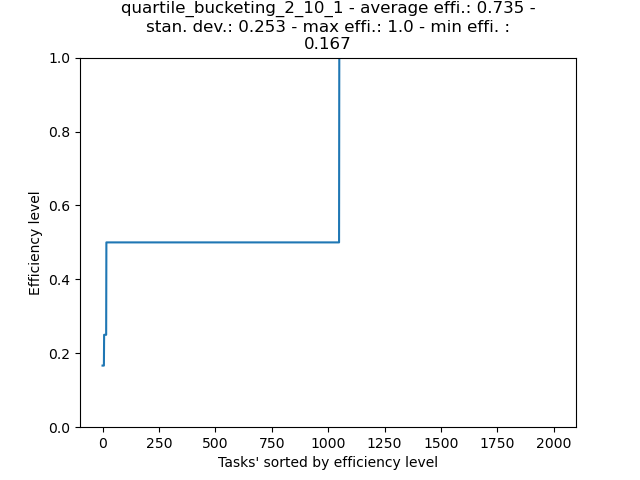 quartile_bucketing_2_10_1 - average effi.: 0.735 -
stan. dev.: 0.253 - max effi.: 1.0 - min effi. :
0.167
1.0
0.8
0.6
0.4
0.2
0.0
Efficiency level
0 250 500 750 1000 1250 1500 1750 2000
Tasks' sorted by efficiency level